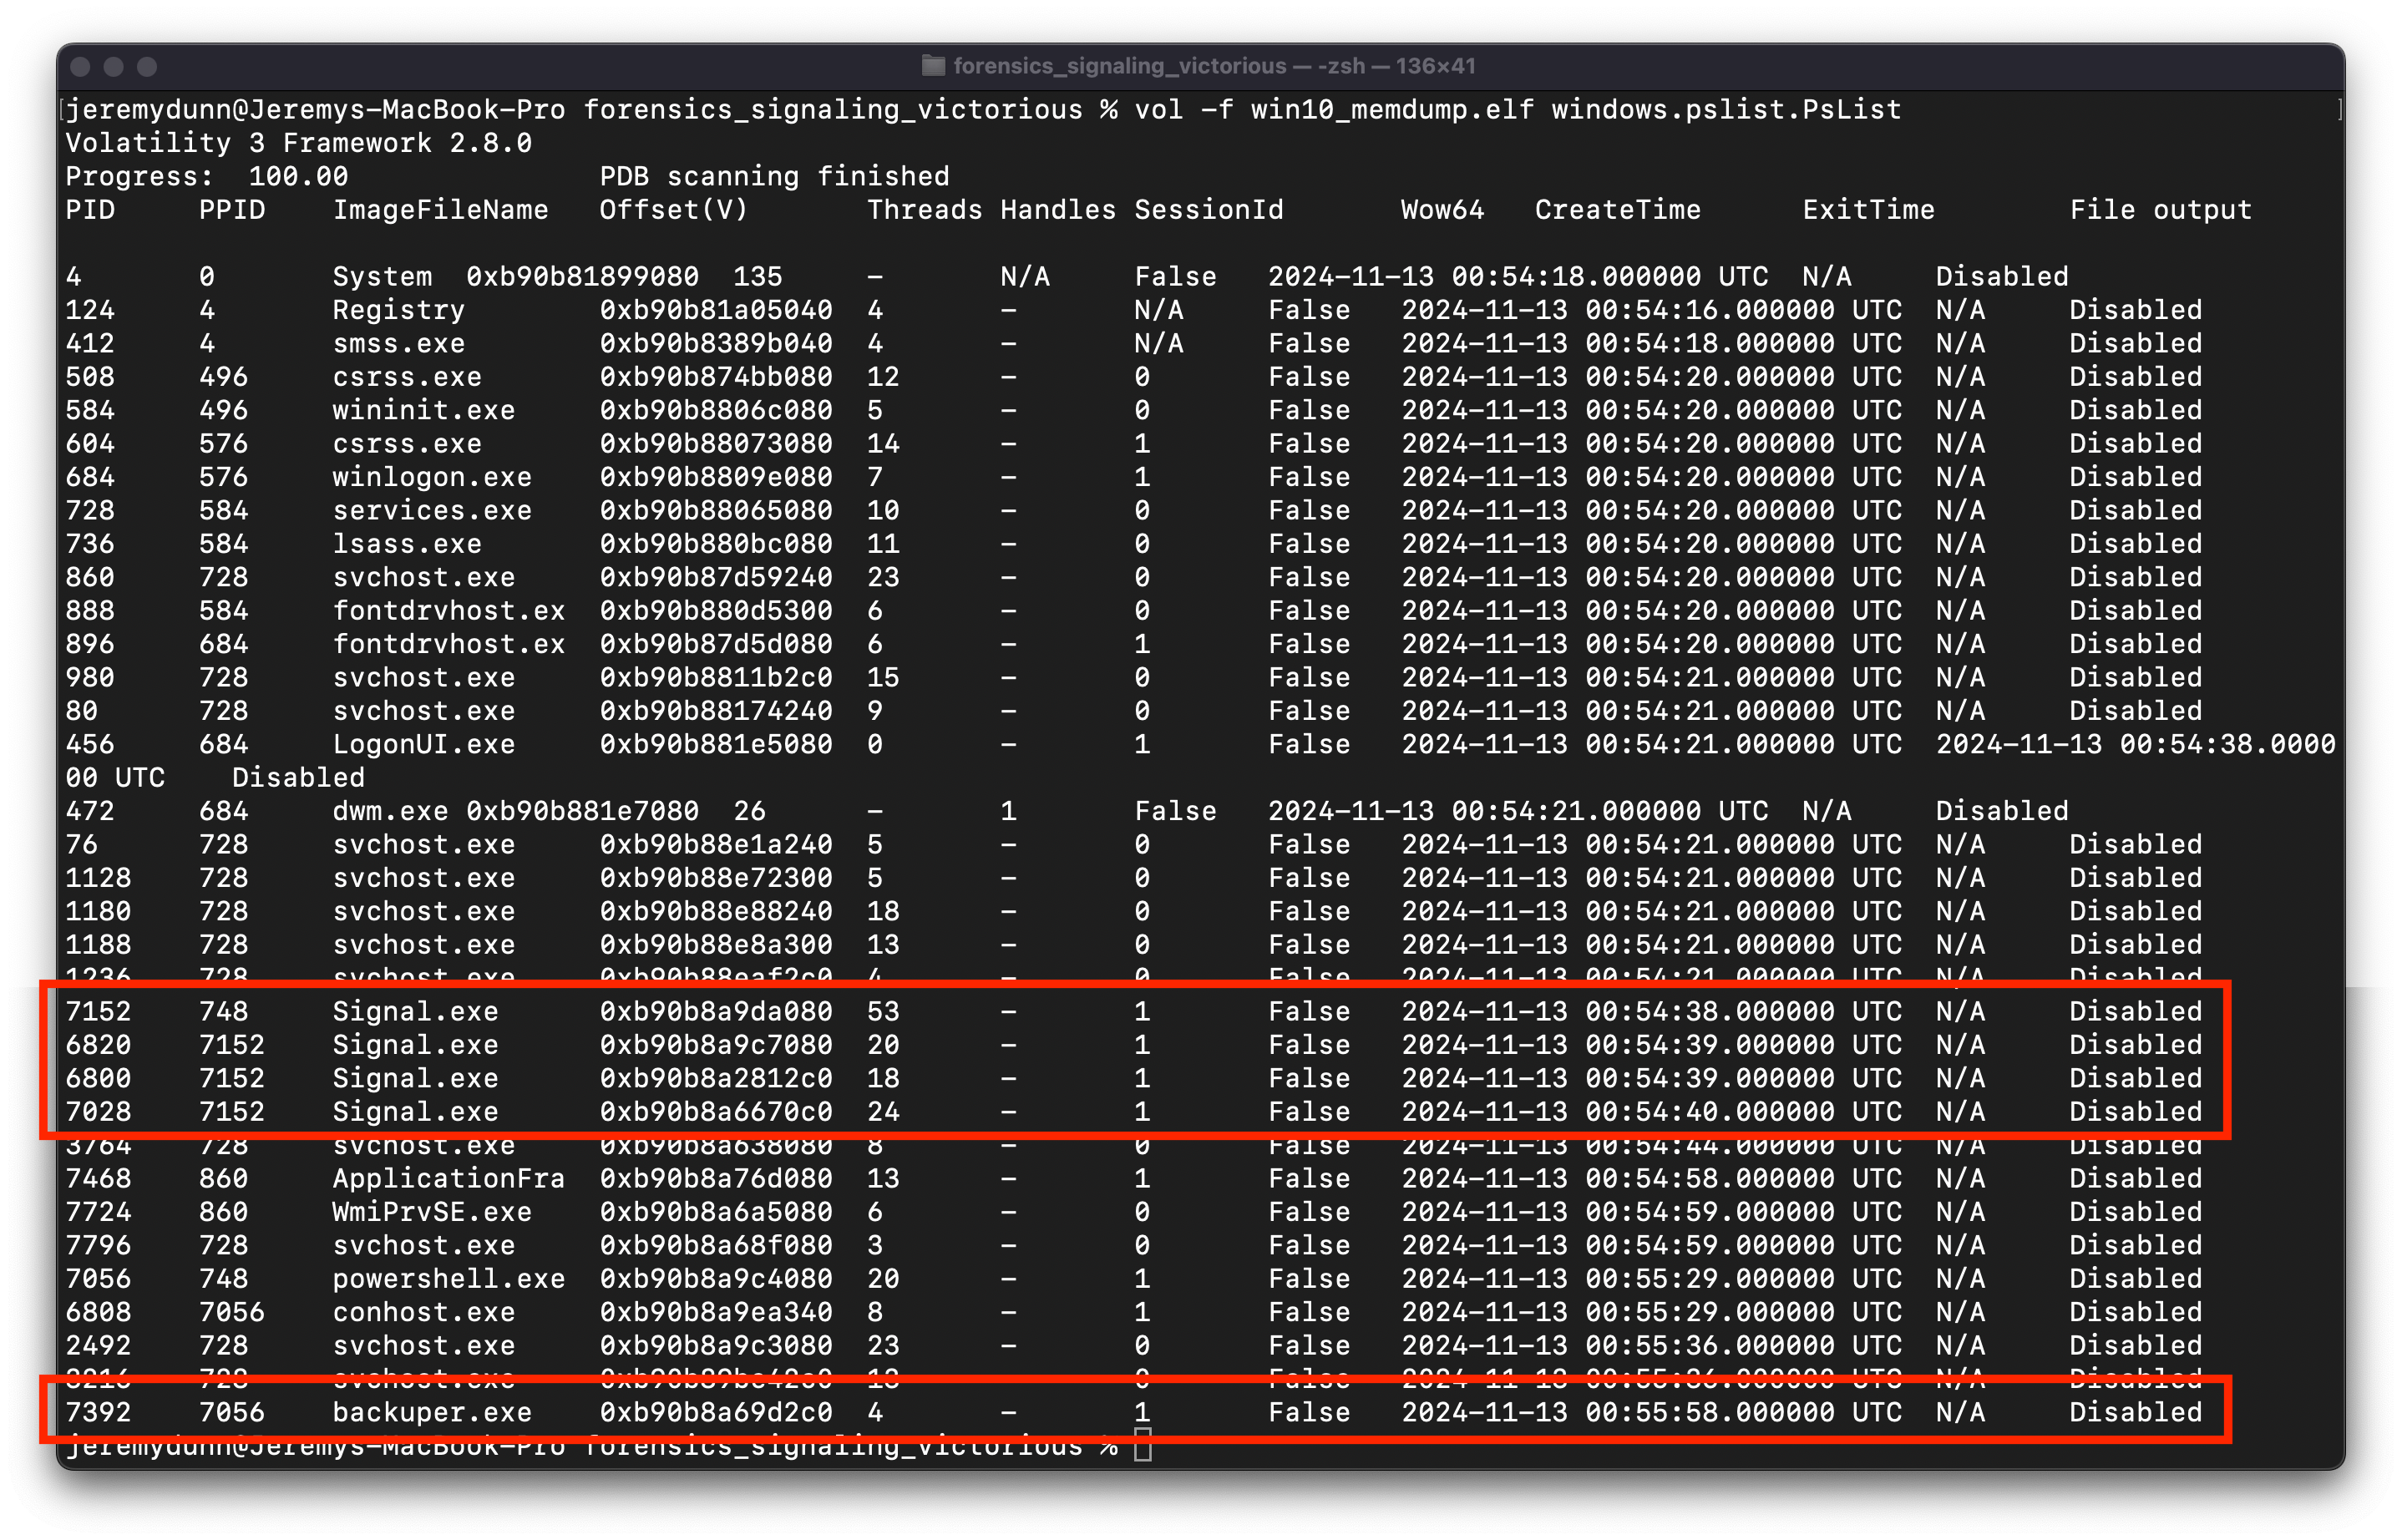 forensics_signaling_victorious — -zsh — 136×41
[jeremydunn@Jeremys-MacBook-Pro forensics_signaling_victorious % vol -f win10_memdump.elf windows.pslist.PsList ]
Volatility 3 Framework 2.8.0
Progress: 100.00 PDB scanning finished
PID PPID ImageFileName Offset(V) Threads Handles SessionId Wow64 CreateTime ExitTime File output
4 0 System 0xb90b81899080 135 - N/A False 2024-11-13 00:54:18.000000 UTC N/A Disabled
124 4 Registry 0xb90b81a05040 4 - N/A False 2024-11-13 00:54:16.000000 UTC N/A Disabled
412 4 smss.exe 0xb90b8389b040 4 - N/A False 2024-11-13 00:54:18.000000 UTC N/A Disabled
508 496 csrss.exe 0xb90b874bb080 12 - 0 False 2024-11-13 00:54:20.000000 UTC N/A Disabled
584 496 wininit.exe 0xb90b8806c080 5 - 0 False 2024-11-13 00:54:20.000000 UTC N/A Disabled
604 576 csrss.exe 0xb90b88073080 14 - 1 False 2024-11-13 00:54:20.000000 UTC N/A Disabled
684 576 winlogon.exe 0xb90b8809e080 7 - 1 False 2024-11-13 00:54:20.000000 UTC N/A Disabled
728 584 services.exe 0xb90b88065080 10 - 0 False 2024-11-13 00:54:20.000000 UTC N/A Disabled
736 584 lsass.exe 0xb90b880bc080 11 - 0 False 2024-11-13 00:54:20.000000 UTC N/A Disabled
860 728 svchost.exe 0xb90b87d59240 23 - 0 False 2024-11-13 00:54:20.000000 UTC N/A Disabled
888 584 fontdrvhost.ex 0xb90b880d5300 6 - 0 False 2024-11-13 00:54:20.000000 UTC N/A Disabled
896 684 fontdrvhost.ex 0xb90b87d5d080 6 - 1 False 2024-11-13 00:54:20.000000 UTC N/A Disabled
980 728 svchost.exe 0xb90b8811b2c0 15 - 0 False 2024-11-13 00:54:21.000000 UTC N/A Disabled
80 728 svchost.exe 0xb90b88174240 9 - 0 False 2024-11-13 00:54:21.000000 UTC N/A Disabled
456 684 LogonUI.exe 0xb90b881e5080 0 - 1 False 2024-11-13 00:54:21.000000 UTC 2024-11-13 00:54:38.0000
00 UTC Disabled
472 684 dwm.exe 0xb90b881e7080 26 - 1 False 2024-11-13 00:54:21.000000 UTC N/A Disabled
76 728 svchost.exe 0xb90b88e1a240 5 - 0 False 2024-11-13 00:54:21.000000 UTC N/A Disabled
1128 728 svchost.exe 0xb90b88e72300 5 - 0 False 2024-11-13 00:54:21.000000 UTC N/A Disabled
1180 728 svchost.exe 0xb90b88e88240 18 - 0 False 2024-11-13 00:54:21.000000 UTC N/A Disabled
1188 728 svchost.exe 0xb90b88e8a300 13 - 0 False 2024-11-13 00:54:21.000000 UTC N/A Disabled
1236 728 svchost.exe 0xb90b88eaf2c0 4 - 0 False 2024-11-13 00:54:21.000000 UTC N/A Disabled
7152 748 Signal.exe 0xb90b8a9da080 53 - 1 False 2024-11-13 00:54:38.000000 UTC N/A Disabled
6820 7152 Signal.exe 0xb90b8a9c7080 20 - 1 False 2024-11-13 00:54:39.000000 UTC N/A Disabled
6800 7152 Signal.exe 0xb90b8a2812c0 18 - 1 False 2024-11-13 00:54:39.000000 UTC N/A Disabled
7028 7152 Signal.exe 0xb90b8a6670c0 24 - 1 False 2024-11-13 00:54:40.000000 UTC N/A Disabled
3764 728 svchost.exe 0xb90b8a638080 8 - 0 False 2024-11-13 00:54:44.000000 UTC N/A Disabled
7468 860 ApplicationFra 0xb90b8a76d080 13 - 1 False 2024-11-13 00:54:58.000000 UTC N/A Disabled
7724 860 WmiPrvSE.exe 0xb90b8a6a5080 6 - 0 False 2024-11-13 00:54:59.000000 UTC N/A Disabled
7796 728 svchost.exe 0xb90b8a68f080 3 - 0 False 2024-11-13 00:54:59.000000 UTC N/A Disabled
7056 748 powershell.exe 0xb90b8a9c4080 20 - 1 False 2024-11-13 00:55:29.000000 UTC N/A Disabled
6808 7056 conhost.exe 0xb90b8a9ea340 8 - 1 False 2024-11-13 00:55:29.000000 UTC N/A Disabled
2492 728 svchost.exe 0xb90b8a9c3080 23 - 0 False 2024-11-13 00:55:36.000000 UTC N/A Disabled
728 svchost.exe 13 - 0 False 2024-11-13 00:55:36.000000 UTC N/A Disabled
7392 7056 backuper.exe 0xb90b8a69d2c0 4 - 1 False 2024-11-13 00:55:58.000000 UTC N/A Disabled
jeremydunn@Jeremys-MacBook-Pro forensics_signaling_victorious %